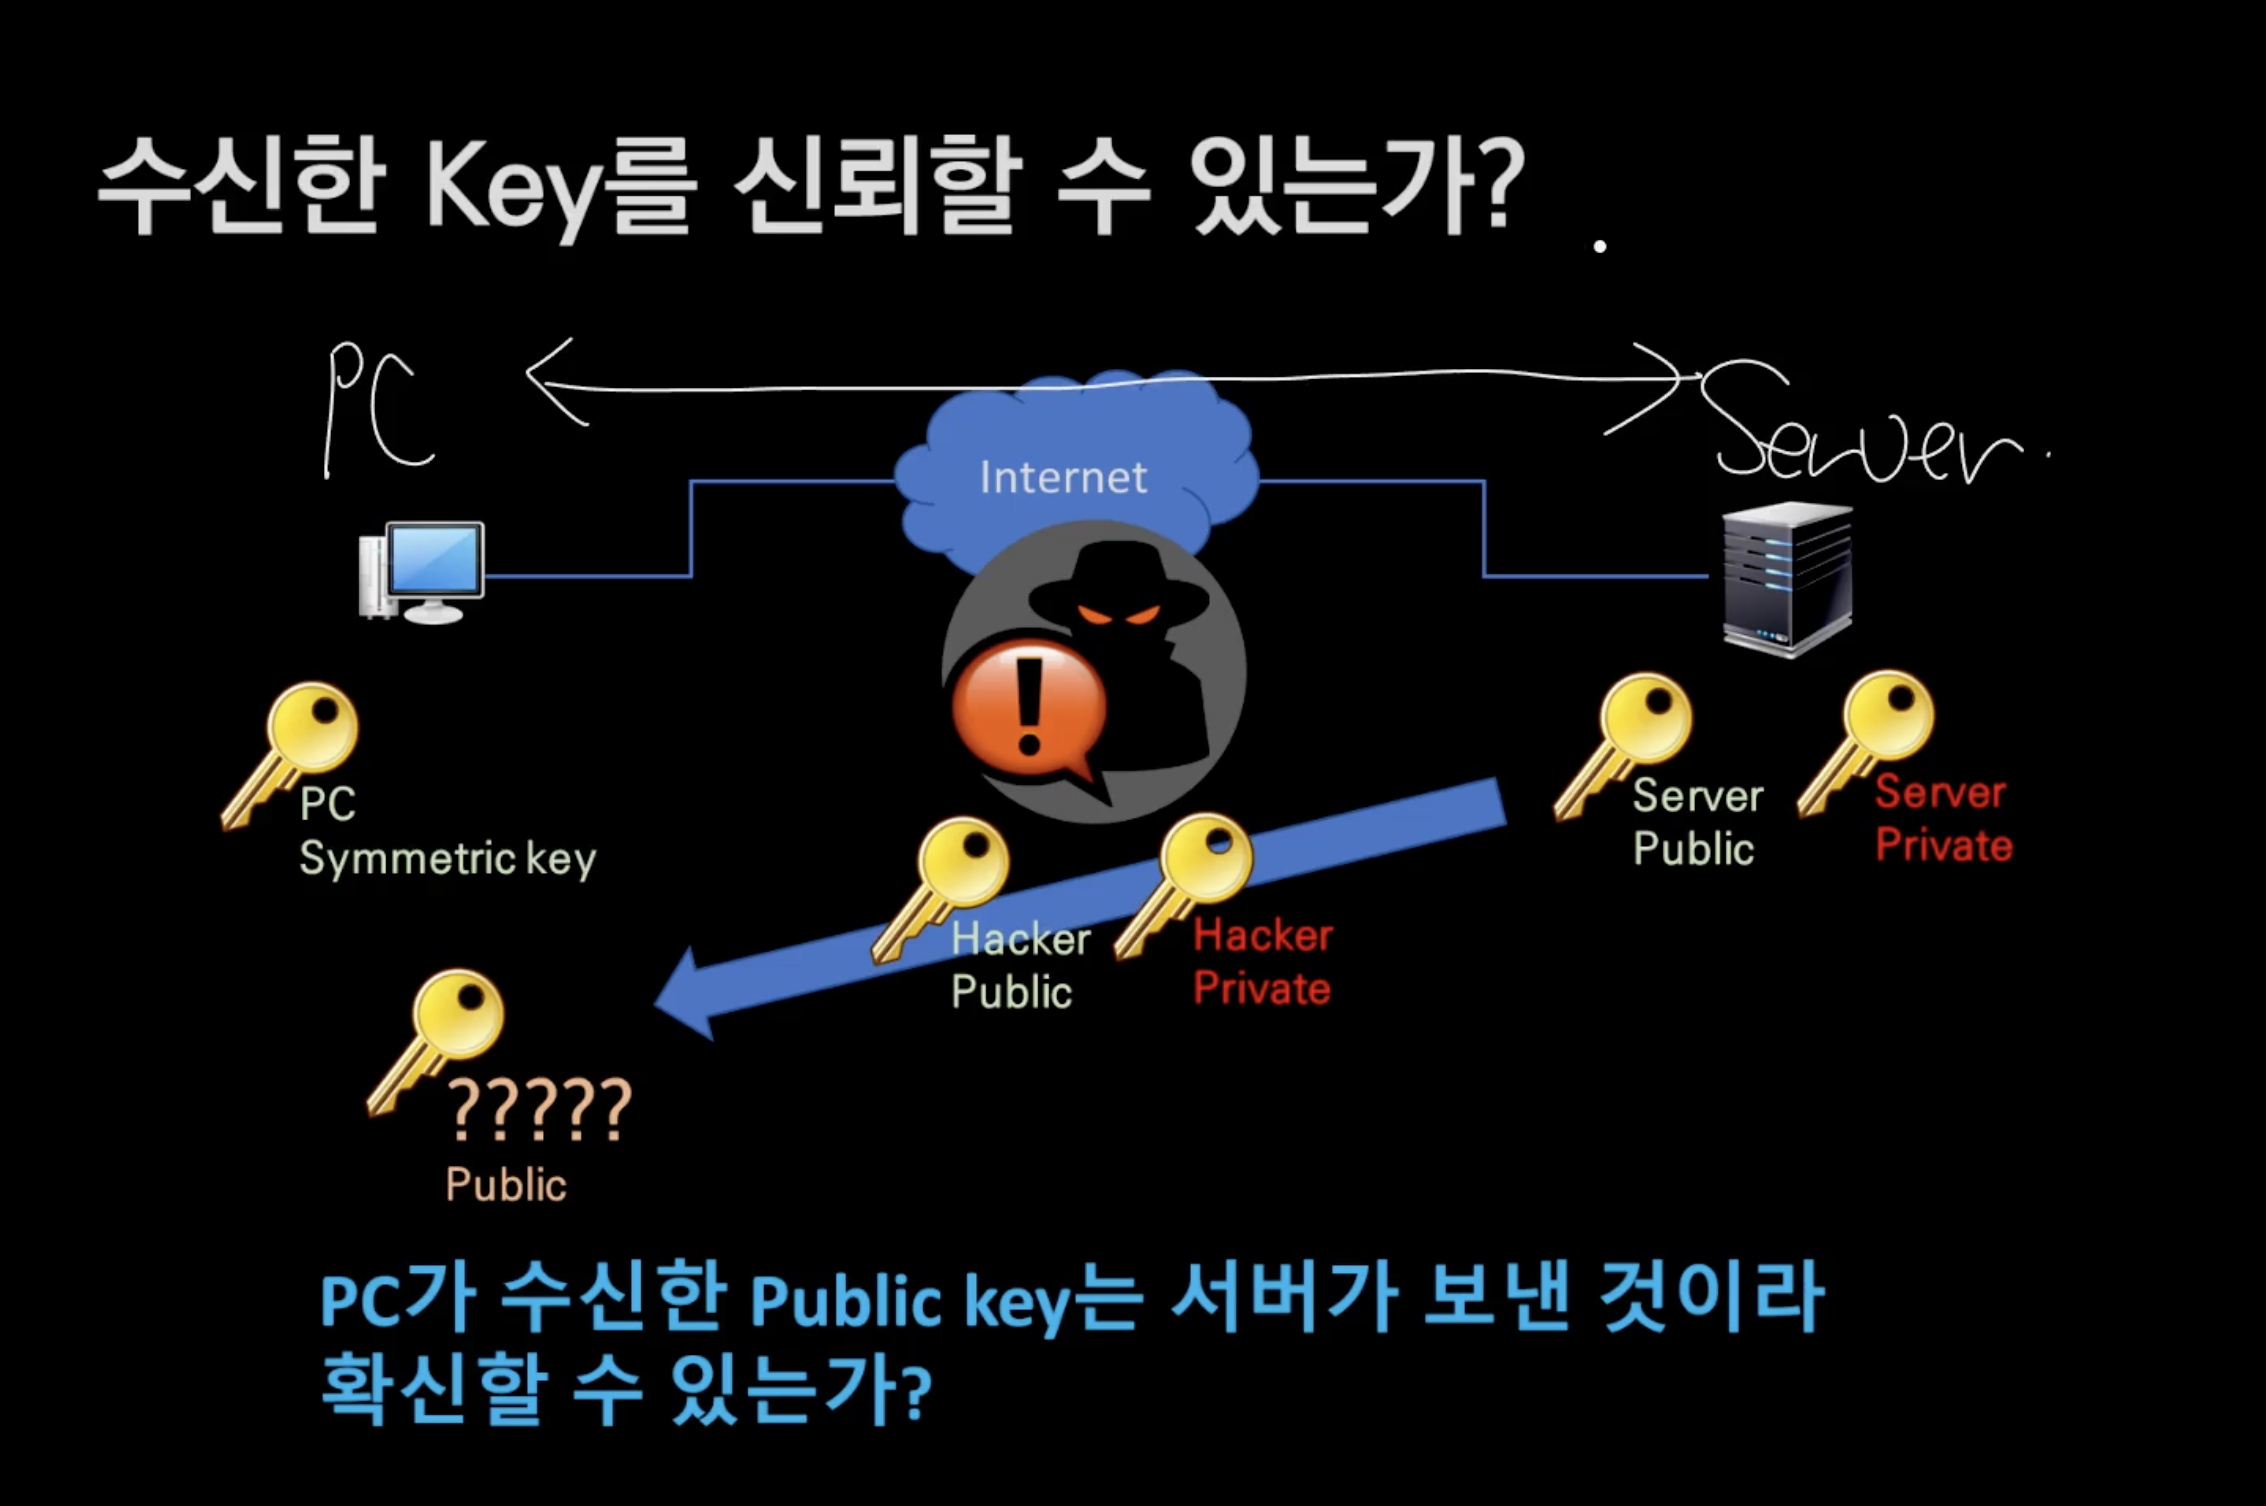 수신한 Key를 신뢰할 수 있는가?
PC
Server.
Internet
PC
Symmetric key
Server
Public
Server
Private
Hacker
Public
Hacker
Private
?????
Public
PC가 수신한 Public key는 서버가 보낸 것이라
확신할 수 있는가?